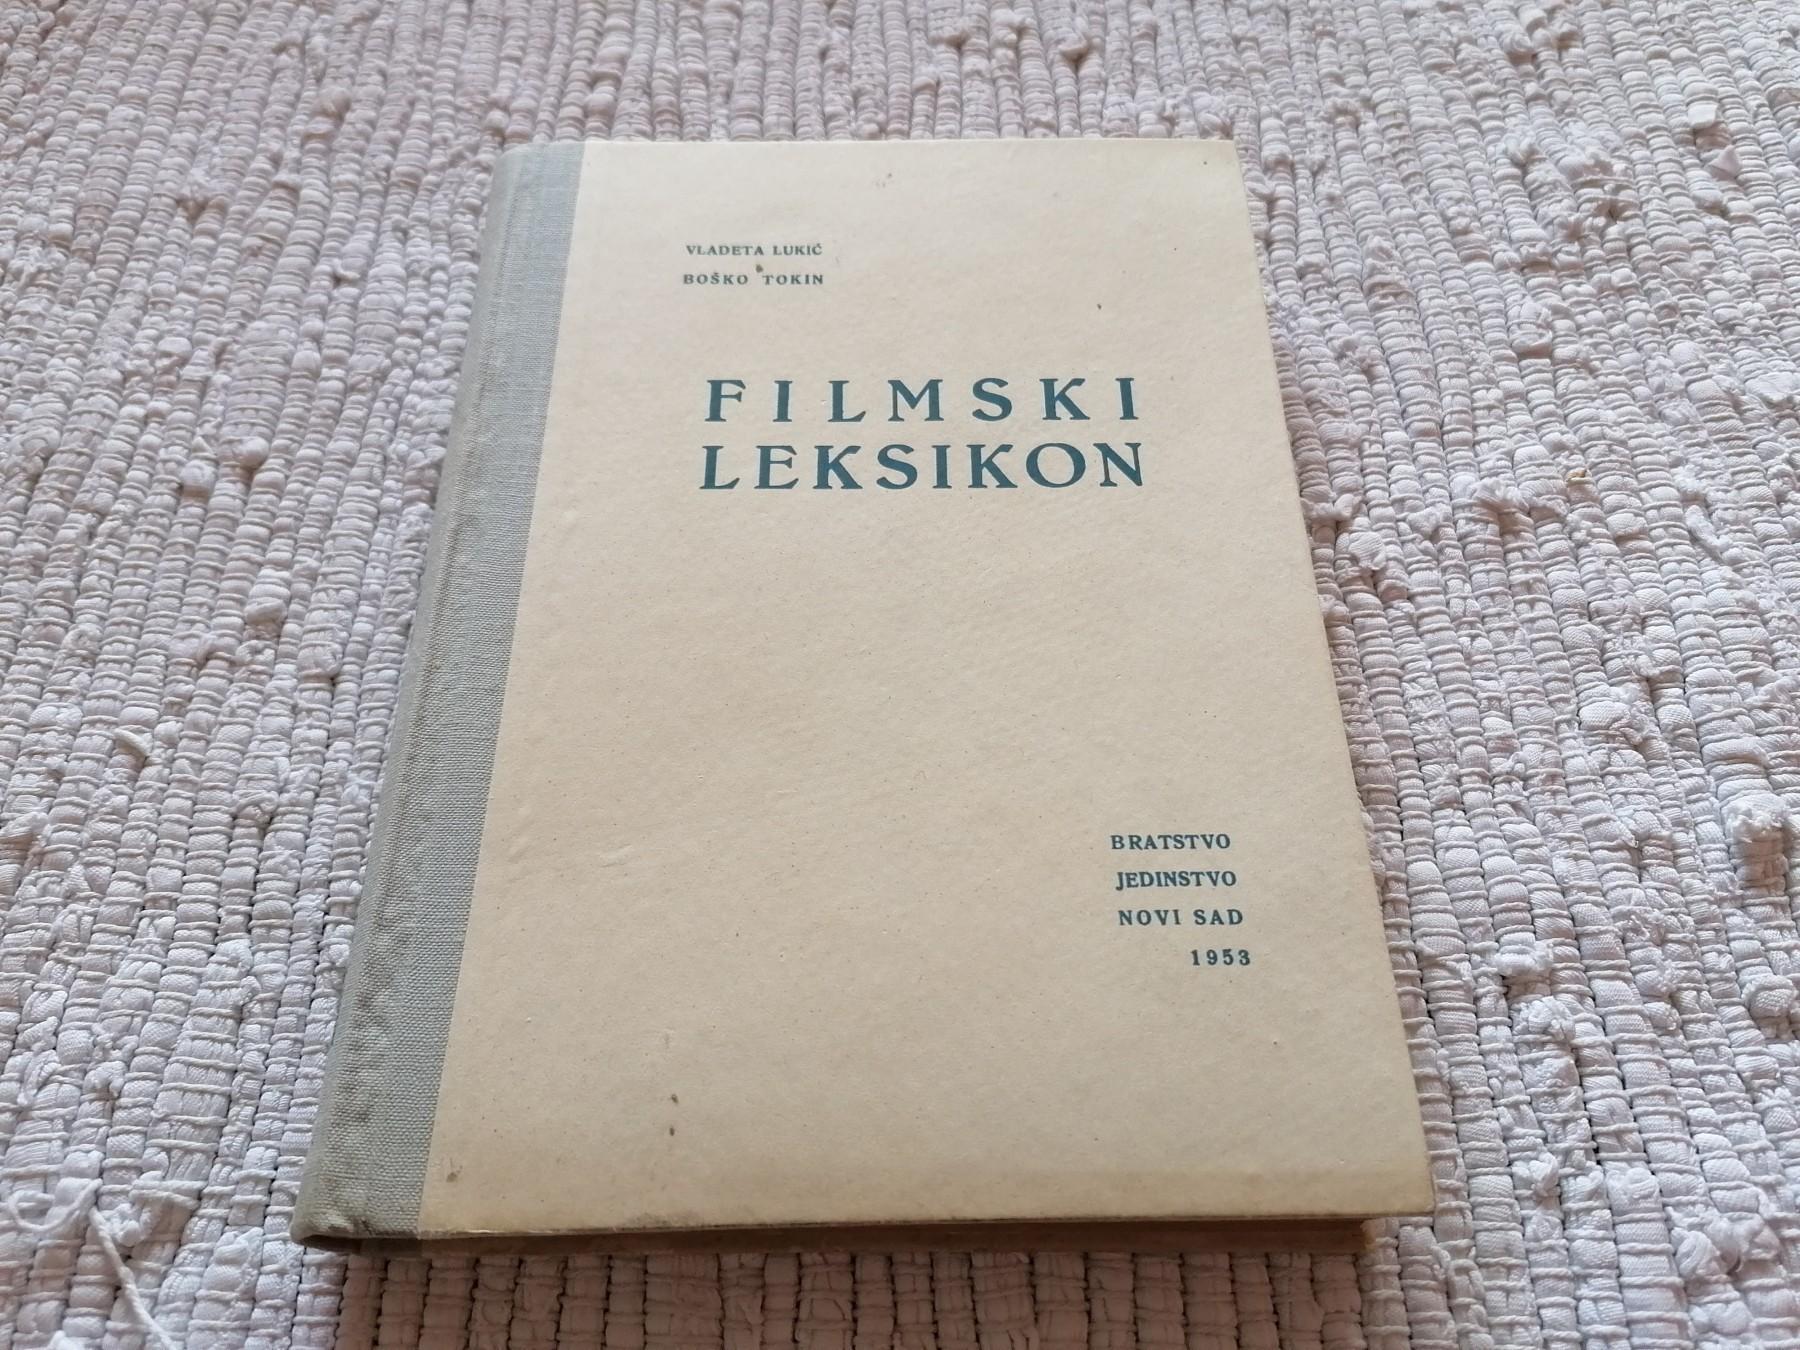 VLADETA LUKIĆ
BOŠKO TOKIN
FILMSKI
LEKSIKON
BRATSTVO
JEDINSTVO
NOVI SAD
1953